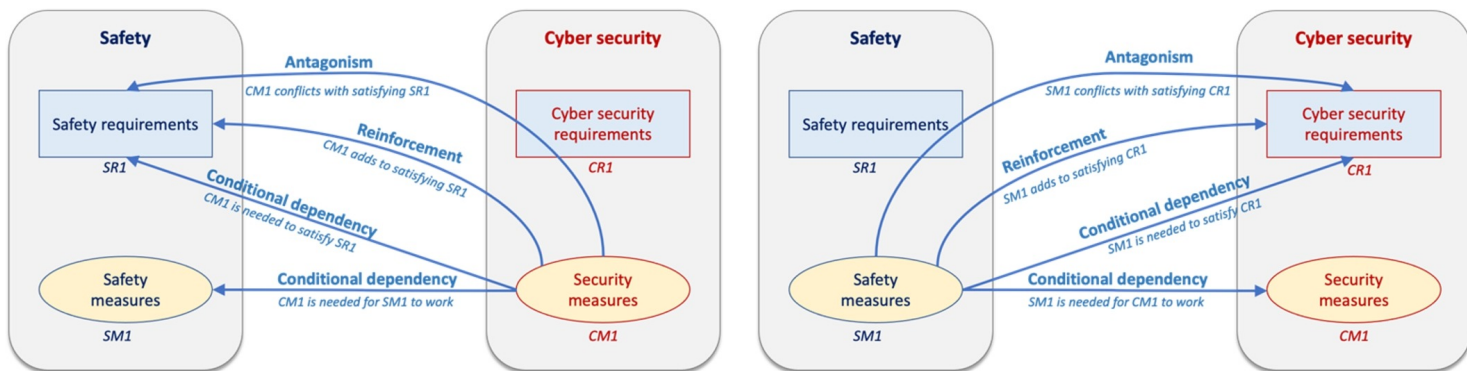 Safety
Cyber security
Antagonism
CM1 conflicts with satisfying SR1
Safety requirements
SR1
Reinforcement
CM1 adds to satisfying SR1
Cyber security
requirements
CR1
Conditional dependency
CM1 is needed to satisfy SR1
Safety
measures
SM1
Conditional dependency
CM1 is needed for SM1 to work
Security
measures
CM1
Safety
Cyber security
Antagonism
SM1 conflicts with satisfying CR1
Safety requirements
SR1
Reinforcement
SM1 adds to satisfying CR1
Cyber security
requirements
CR1
Conditional dependency
SM1 is needed to satisfy CR1
Safety
measures
SM1
Conditional dependency
SM1 is needed for CM1 to work
Security
measures
CM1